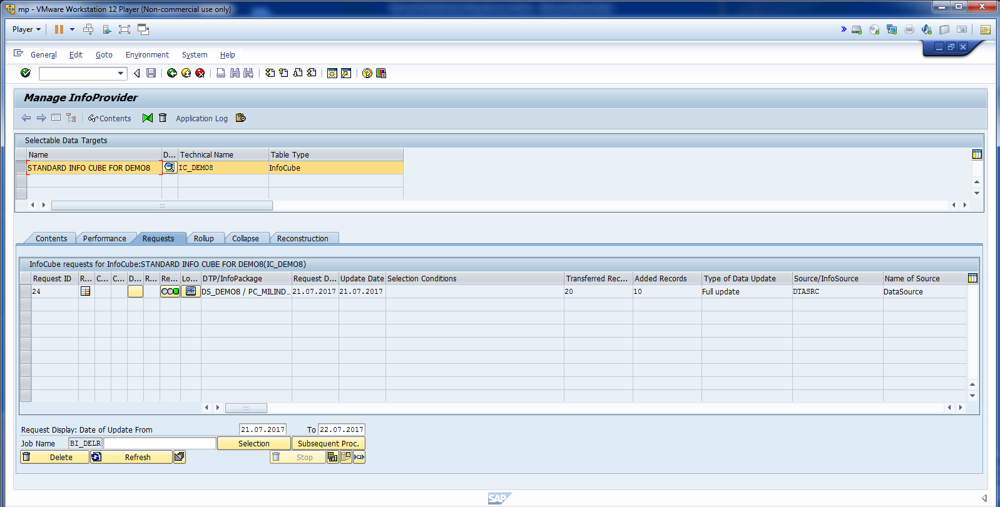 mp - VMware Workstation 12 Player (Non-commercial use only)
Player
General Edit Goto Environment System Help
Manage InfoProvider
Contents Application Log
Selectable Data Targets
Name D... Technical Name Table Type
STANDARD INFO CUBE FOR DEMO8 IC_DEMO8 InfoCube
Contents Performance Requests Rollup Collapse Reconstruction
InfoCube requests for InfoCube:STANDARD INFO CUBE FOR DEMO8(IC_DEMO8)
Request ID R... C... C... D... R... Re... Lo... DTP/InfoPackage Request D... Update Date Selection Conditions Transferred Rec... Added Records Type of Data Update Source/InfoSource Name of Source
24 DS_DEMO8 / PC_MILIND... 21.07.2017 21.07.2017 20 10 Full update DTASRC DataSource
Request Display: Date of Update From 21.07.2017 To 22.07.2017
Job Name BI_DELR Selection Subsequent Proc.
Delete Refresh Stop
SAP